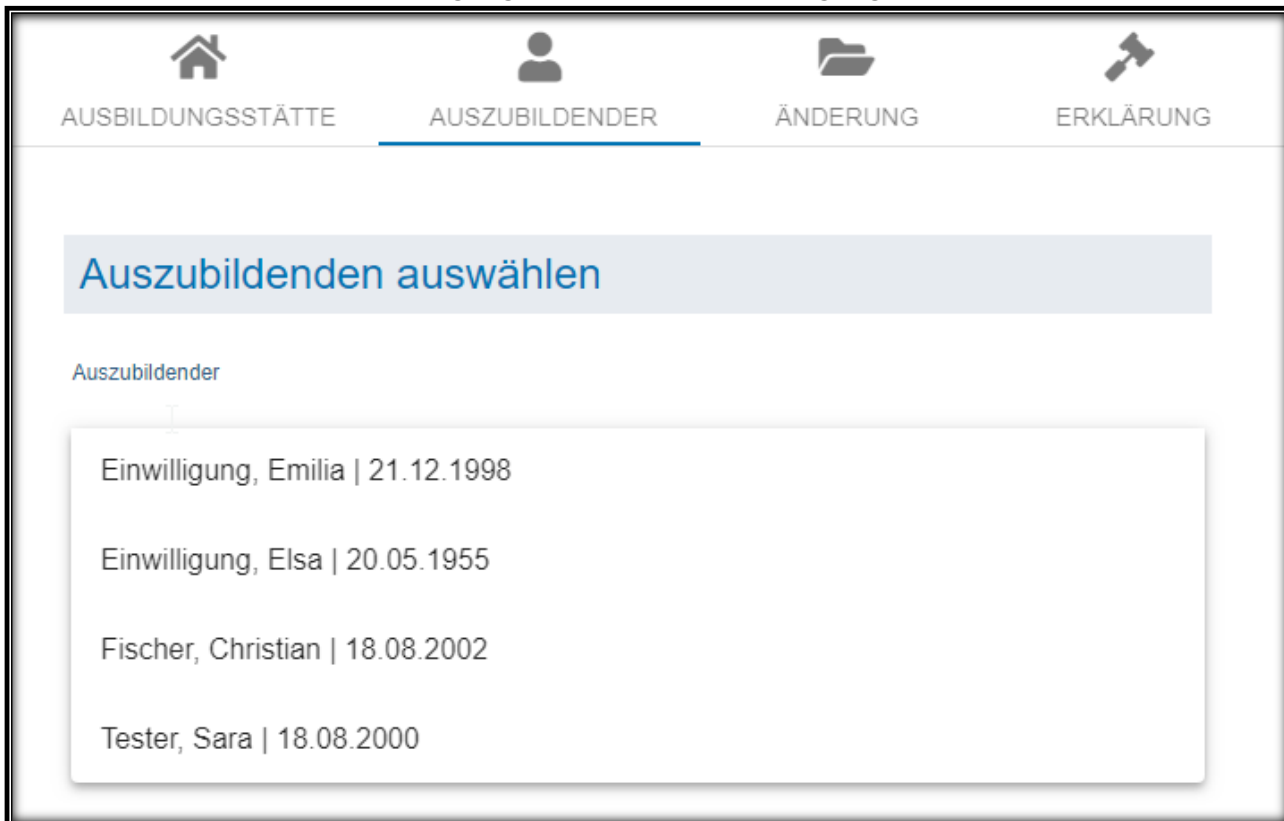 AUSBILDUNGSSTÄTTE AUSZUBILDENDER ÄNDERUNG ERKLÄRUNG
Auszubildenden auswählen
Auszubildender
Einwilligung, Emilia | 21.12.1998
Einwilligung, Elsa | 20.05.1955
Fischer, Christian | 18.08.2002
Tester, Sara | 18.08.2000